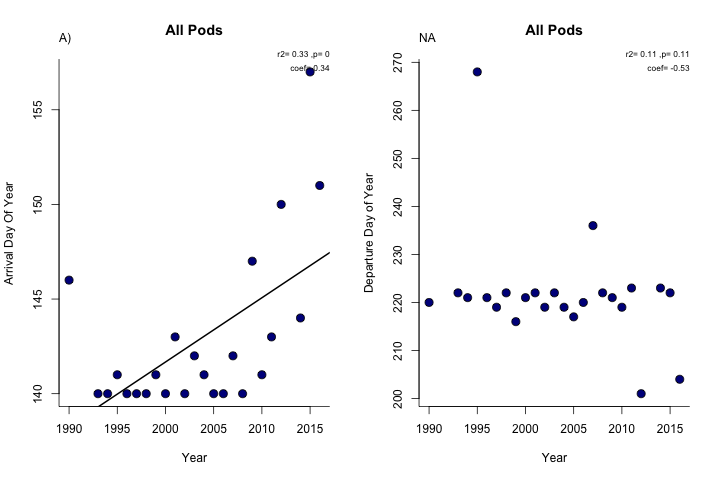 All Pods
A)
r2= 0.33 ,p= 0
coef= 0.34
155
150
145
140
Arrival Day Of Year
1990 1995 2000 2005 2010 2015
Year
All Pods
NA
r2= 0.11 ,p= 0.11
coef= -0.53
270
260
250
240
230
220
210
200
Departure Day of Year
1990 1995 2000 2005 2010 2015
Year